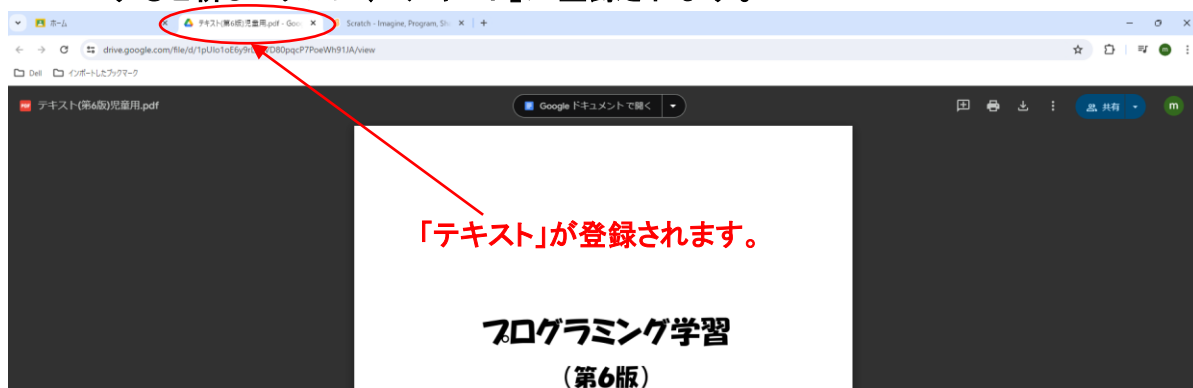 ホーム
テキスト(第6版)児童用.pdf - Goo
Scratch - Imagine, Program, Sh
drive.google.com/file/d/
Dell インポートしたブックマーク
テキスト(第6版)児童用.pdf
Google ドキュメントで開く
共有
m
「テキスト」が登録されます。
プログラミング学習
(第6版)